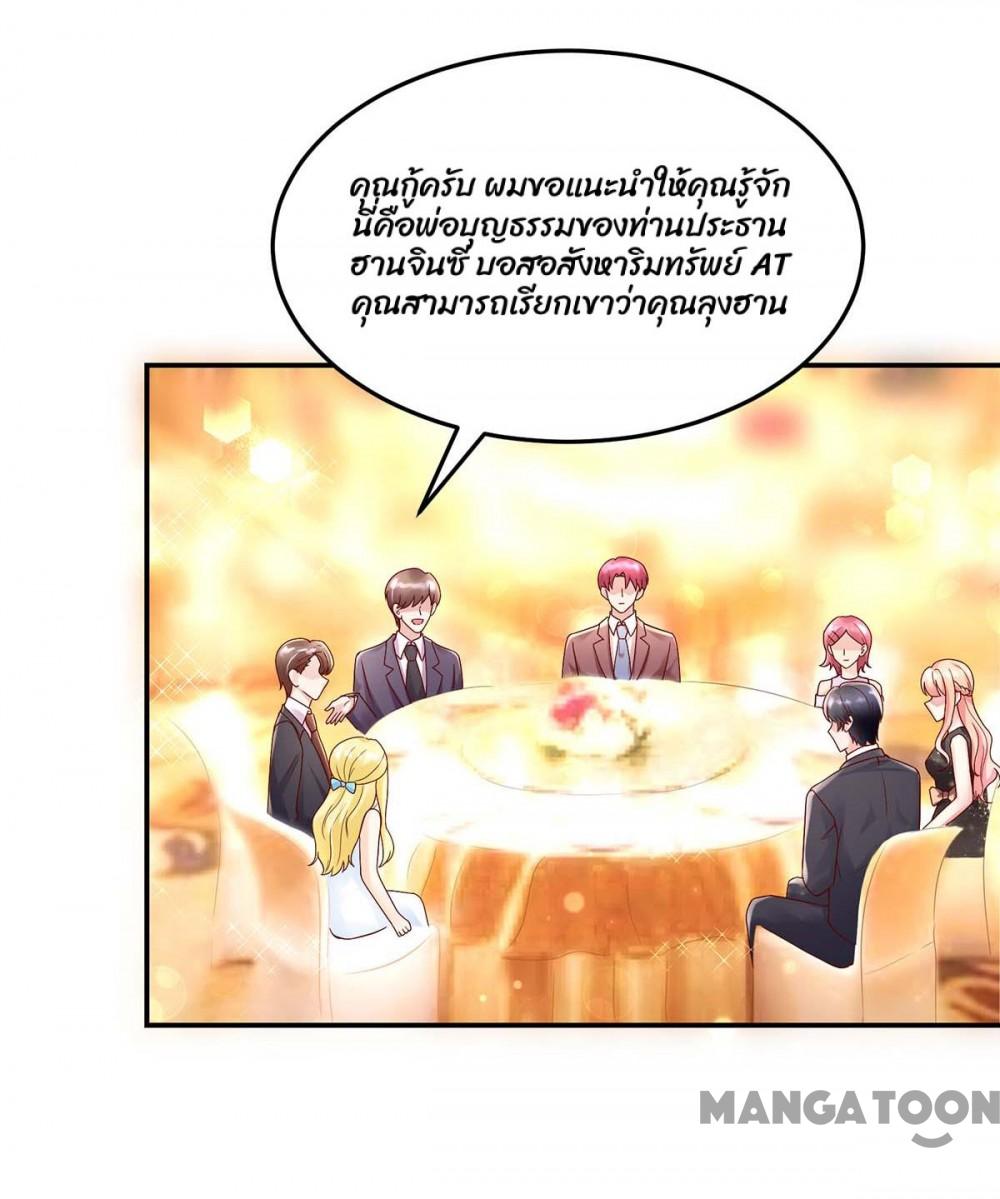 คุณกู้ครับ ผมขอแนะนำให้คุณรู้จัก
นี่คือพ่อบุญธรรมของท่านประธาน
ฮานจินซี บอสอสังหาริมทรัพย์ AT
คุณสามารถเรียกเขาว่าคุณลุงฮาน
MANGATOON